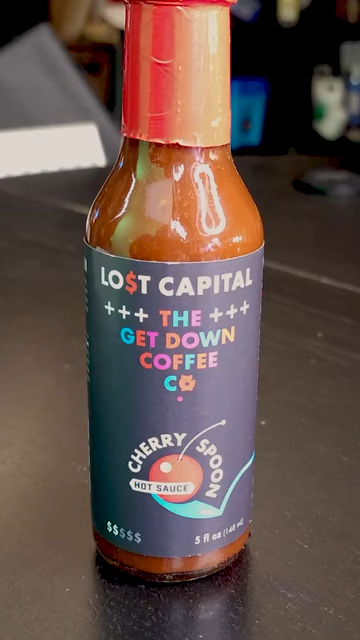 LO$T CAPITAL
+++ THE +++
GET DOWN
COFFEE
CO
CHERRY SPOON
HOT SAUCE
$$$$$
5 fl oz (148 ml)